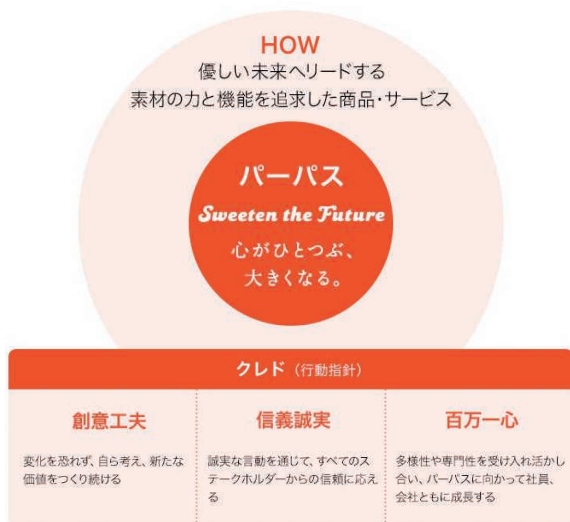 HOW
優しい未来へリードする
素材の力と機能を追求した商品・サービス
パーパス
Sweeten the Future
心がひとつぶ、
大きくなる。
クレド（行動指針）
創意工夫
変化を恐れず、自ら考え、新たな
価値をつくり続ける
信義誠実
誠実な言動を通じて、すべてのス
テークホルダーからの信頼に応え
る
百万一心
多様性や専門性を受け入れ活かし
合い、パーパスに向かって社員、
会社ともに成長する